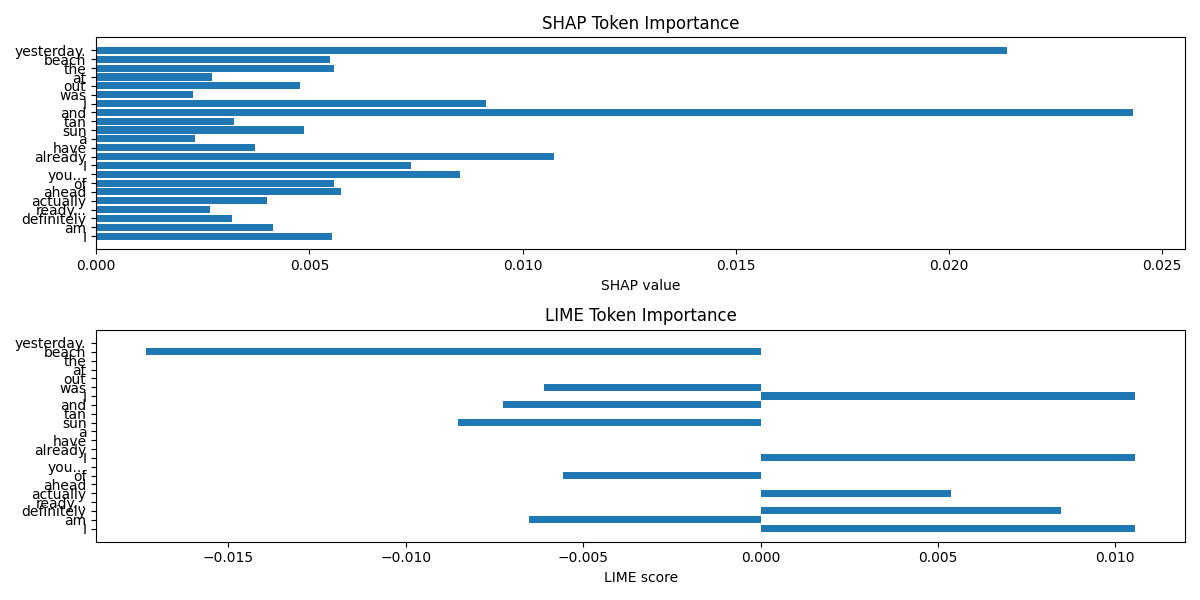 SHAP Token Importance
yesterday.
beach
the
at
out
was
I
and
tan
sun
a
have
already
I
you...
of
ahead
actually
ready...
definitely
am
I
0.000 0.005 0.010 0.015 0.020 0.025
SHAP value
LIME Token Importance
yesterday.
beach
the
at
out
was
I
and
tan
sun
a
have
already
I
you...
of
ahead
actually
ready...
definitely
am
I
−0.015 −0.010 −0.005 0.000 0.005 0.010
LIME score